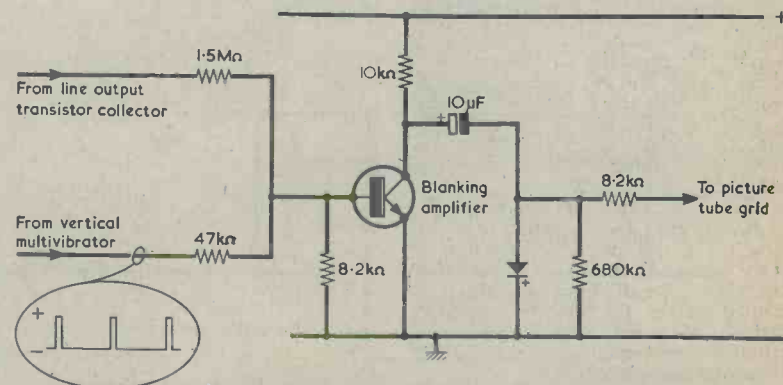 +
1·5MΩ
10kΩ
From line output
transistor collector
10µF
+
Blanking
amplifier
8·2kΩ
To picture
tube grid
From vertical
multivibrator
47kΩ
8·2kΩ
+
680kΩ
+
–